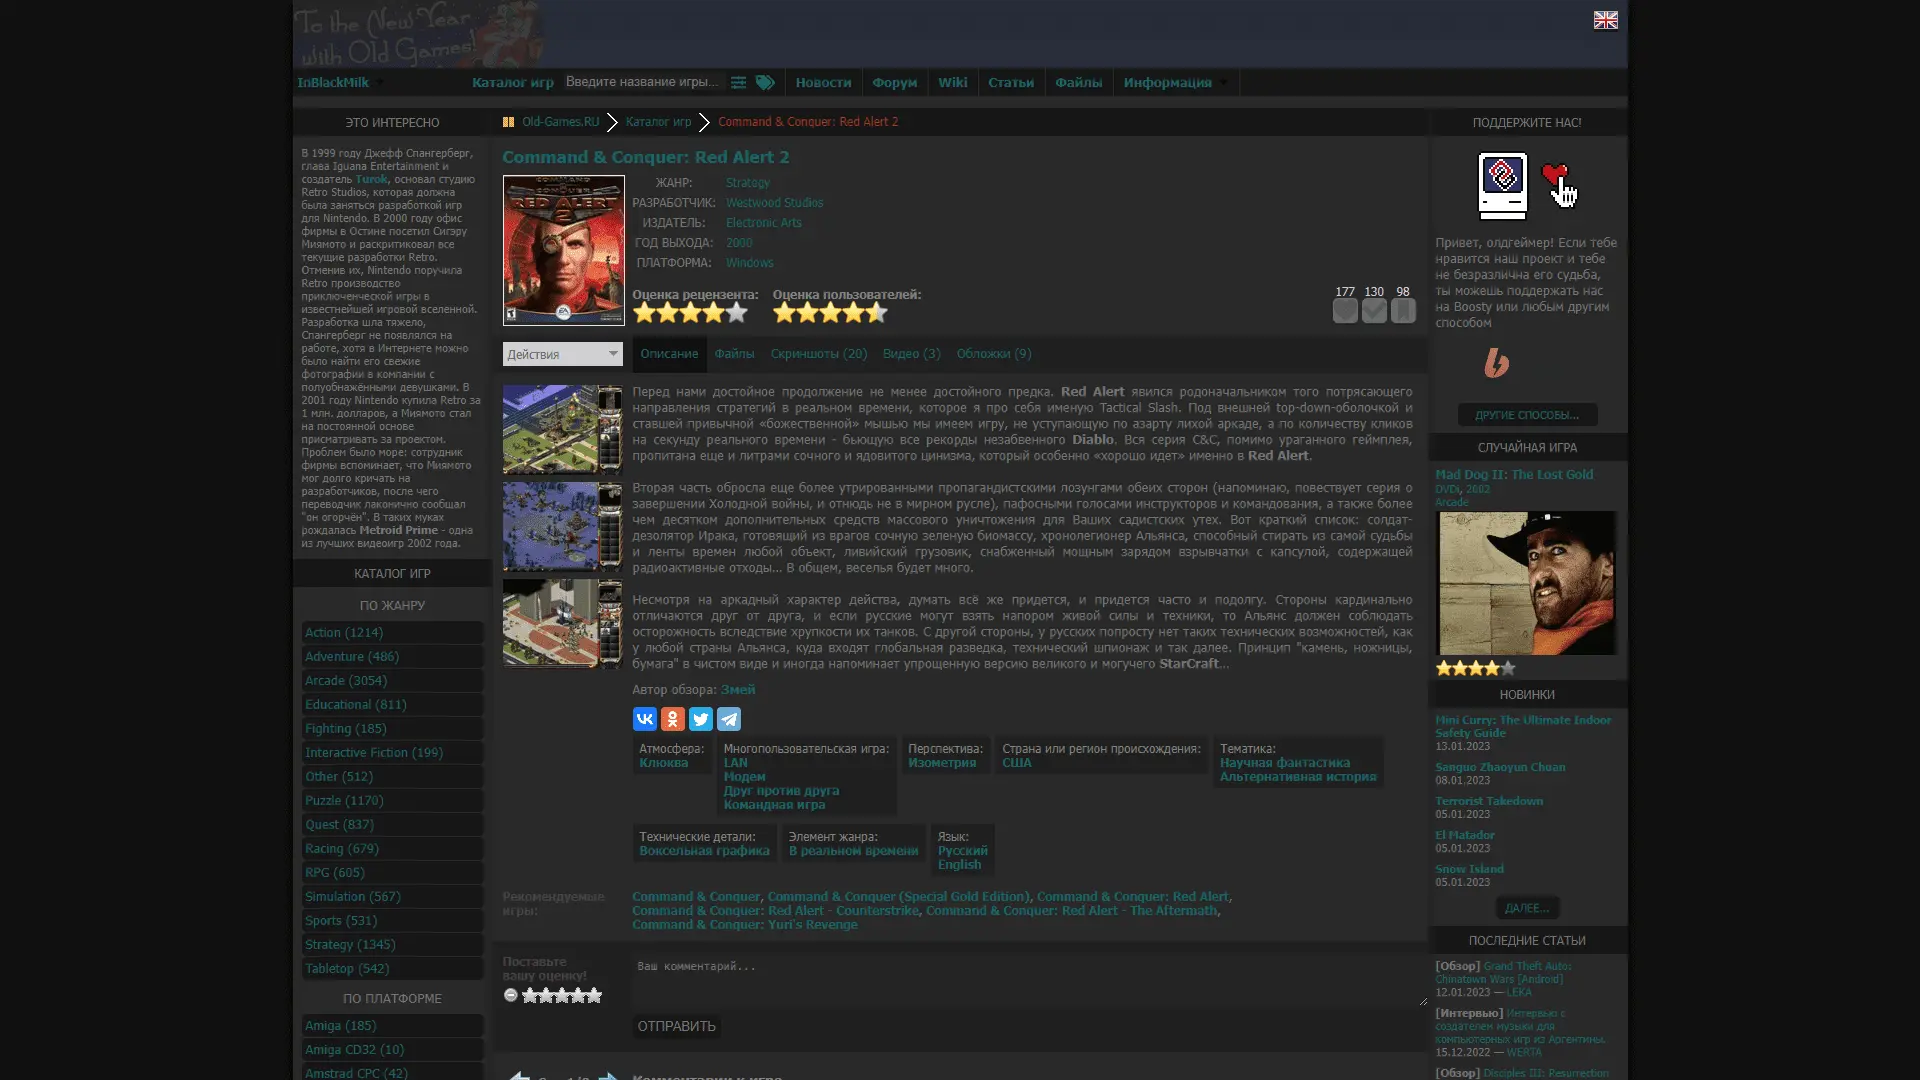 To the New Year
with Old Games!
InBlackMilk
Каталог игр
Введите название игры...
Новости
Форум
Wiki
Статьи
Файлы
Информация
ЭТО ИНТЕРЕСНО
В 1999 году Джефф Спангерберг,
глава Iguana Entertainment и
создатель Turok, основал студию
Retro Studios, которая должна
была заняться разработкой игр
для Nintendo. В 2000 году офис
фирмы в Остине посетил Сигэру
Миямото и раскритиковал все
текущие разработки Retro.
Отменив их, Nintendo поручила
Retro производство
приключенческой игры в
известнейшей игровой вселенной.
Разработка шла тяжело,
Спангерберг не появлялся на
работе, хотя в Интернете можно
было найти его свежие
фотографии в компании с
полуобнажёнными девушками. В
2001 году Nintendo купила Retro за
1 млн. долларов, а Миямото стал
на постоянной основе
присматривать за проектом.
Проблем было море: сотрудник
фирмы вспоминает, что Миямото
мог долго кричать на
разработчиков, после чего
переводчик лаконично сообщал
"он огорчён". В таких муках
рождалась Metroid Prime - одна
из лучших видеоигр 2002 года.
КАТАЛОГ ИГР
ПО ЖАНРУ
Action (1214)
Adventure (486)
Arcade (3054)
Educational (811)
Fighting (185)
Interactive Fiction (199)
Other (512)
Puzzle (1170)
Quest (837)
Racing (679)
RPG (605)
Simulation (567)
Sports (531)
Strategy (1345)
Tabletop (542)
ПО ПЛАТФОРМЕ
Amiga (185)
Amiga CD32 (10)
Amstrad CPC (42)
Old-Games.RU
Каталог игр
Command & Conquer: Red Alert 2
Command & Conquer: Red Alert 2
COMMAND
CONQUER
RED ALERT
2
EA
ЖАНР: Strategy
РАЗРАБОТЧИК: Westwood Studios
ИЗДАТЕЛЬ: Electronic Arts
ГОД ВЫХОДА: 2000
ПЛАТФОРМА: Windows
Оценка рецензента: Оценка пользователей:
177 130 98
Действия
Описание
Файлы
Скриншоты (20)
Видео (3)
Обложки (9)
Перед нами достойное продолжение не менее достойного предка. Red Alert явился родоначальником того потрясающего
направления стратегий в реальном времени, которое я про себя именую Tactical Slash. Под внешней top-down-оболочкой и
ставшей привычной «божественной» мышью мы имеем игру, не уступающую по азарту лихой аркаде, а по количеству кликов
на секунду реального времени - бьющую все рекорды незабвенного Diablo. Вся серия C&C, помимо ураганного геймплея,
пропитана еще и литрами сочного и ядовитого цинизма, который особенно «хорошо идет» именно в Red Alert.
Вторая часть обросла еще более утрированными пропагандистскими лозунгами обеих сторон (напоминаю, повествует серия о
завершении Холодной войны, и отнюдь не в мирном русле), пафосными голосами инструкторов и командования, а также более
чем десятком дополнительных средств массового уничтожения для Ваших садистских утех. Вот краткий список: солдат-
дезолятор Ирака, готовящий из врагов сочную зеленую биомассу, хронолегионер Альянса, способный стирать из самой судьбы
и ленты времен любой объект, ливийский грузовик, снабженный мощным зарядом взрывчатки с капсулой, содержащей
радиоактивные отходы... В общем, веселья будет много.
Несмотря на аркадный характер действа, думать всё же придется, и придется часто и подолгу. Стороны кардинально
отличаются друг от друга, и если русские могут взять напором живой силы и техники, то Альянс должен соблюдать
осторожность вследствие хрупкости их танков. С другой стороны, у русских попросту нет таких технических возможностей, как
у любой страны Альянса, куда входят глобальная разведка, технический шпионаж и так далее. Принцип "камень, ножницы,
бумага" в чистом виде и иногда напоминает упрощенную версию великого и могучего StarCraft...
Автор обзора: Змей
Атмосфера:
Клюква
Многопользовательская игра:
LAN
Модем
Друг против друга
Командная игра
Перспектива:
Изометрия
Страна или регион происхождения:
США
Тематика:
Научная фантастика
Альтернативная история
Технические детали:
Воксельная графика
Элемент жанра:
В реальном времени
Язык:
Русский
English
Рекомендуемые
игры:
Command & Conquer, Command & Conquer (Special Gold Edition), Command & Conquer: Red Alert,
Command & Conquer: Red Alert - Counterstrike, Command & Conquer: Red Alert - The Aftermath,
Command & Conquer: Yuri's Revenge
Поставьте
вашу оценку!
Ваш комментарий...
ОТПРАВИТЬ
ПОДДЕРЖИТЕ НАС!
Привет, олдгеймер! Если тебе
нравится наш проект и тебе
не безразлична его судьба,
ты можешь поддержать нас
на Boosty или любым другим
способом
ДРУГИЕ СПОСОБЫ...
СЛУЧАЙНАЯ ИГРА
Mad Dog II: The Lost Gold
DVDi, 2002
Arcade
НОВИНКИ
Mini Curry: The Ultimate Indoor
Safety Guide
13.01.2023
Sanguo Zhaoyun Chuan
08.01.2023
Terrorist Takedown
05.01.2023
El Matador
05.01.2023
Snow Island
05.01.2023
ДАЛЕЕ...
ПОСЛЕДНИЕ СТАТЬИ
[Обзор] Grand Theft Auto:
Chinatown Wars [Android]
12.01.2023 — LEKA
[Интервью] Интервью с
создателем музыки для
компьютерных игр из Аргентины.
15.12.2022 — WERTA
[Обзор] Disciples III: Resurrection